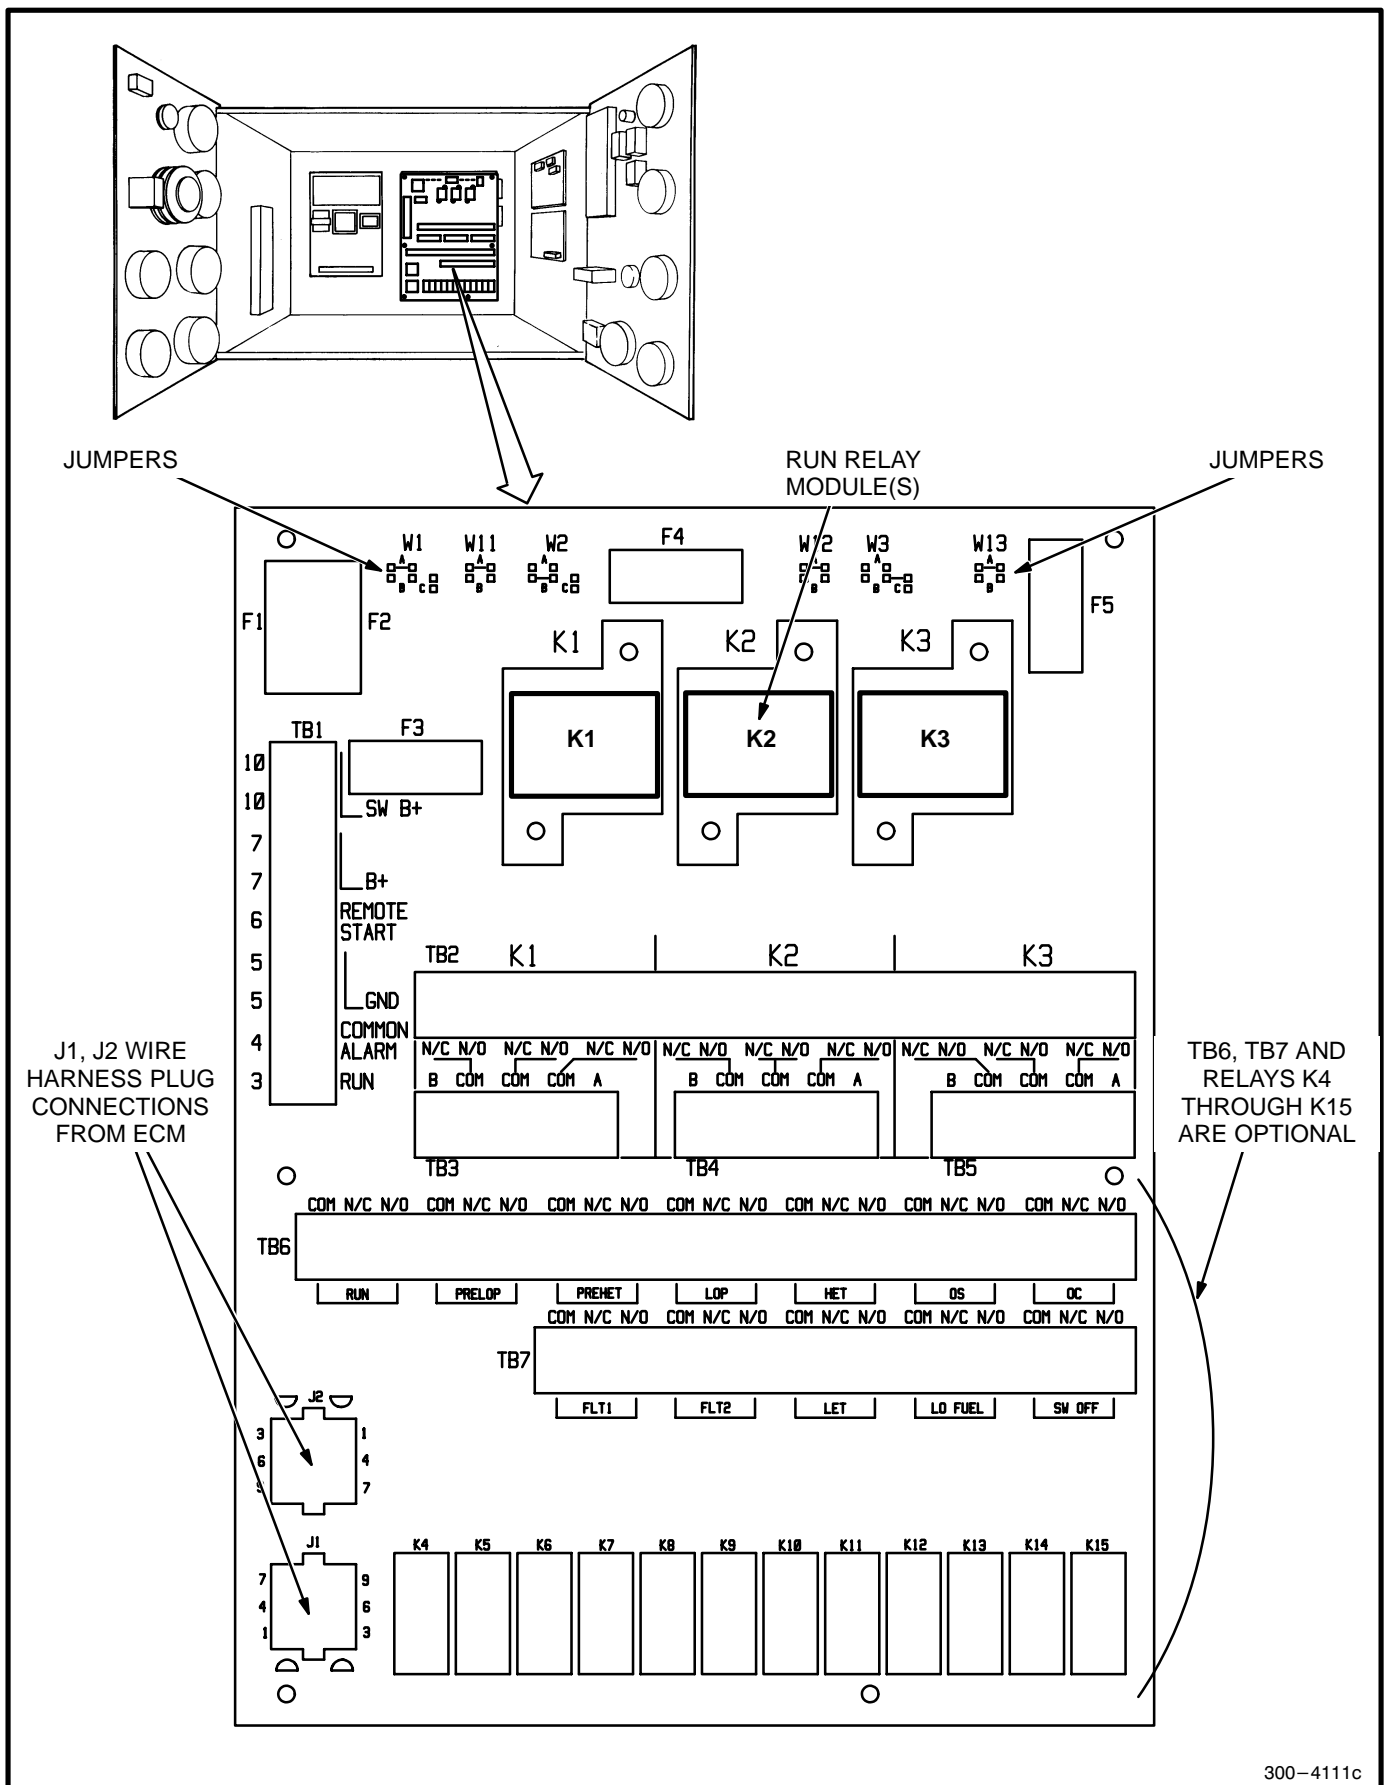 JUMPERS
RUN RELAY
MODULE(S)
JUMPERS
W1 W11 W2 F4 W12 W3 W13
A A A A A A
B C B B C B B C B
F1 F2 F5
K1 K2 K3
K1 K2 K3
TB1 F3
10
10
SW B+
7
7
B+
6 REMOTE
START
5
5
GND
4 COMMON
ALARM
3 RUN
TB2 K1 K2 K3
N/C N/O N/C N/O N/C N/O N/C N/O N/C N/O N/C N/O N/C N/O N/C N/O N/C N/O
B COM COM COM A B COM COM COM A B COM COM COM A
TB3 TB4 TB5
J1, J2 WIRE
HARNESS PLUG
CONNECTIONS
FROM ECM
TB6, TB7 AND
RELAYS K4
THROUGH K15
ARE OPTIONAL
COM N/C N/O COM N/C N/O COM N/C N/O COM N/C N/O COM N/C N/O COM N/C N/O COM N/C N/O
TB6
RUN PRELOP PREHET LOP HET OS OC
COM N/C N/O COM N/C N/O COM N/C N/O COM N/C N/O COM N/C N/O
TB7
FLT1 FLT2 LET LO FUEL SW OFF
J2
3 1
6 4
9 7
J1
7 9
4 6
1 3
K4 K5 K6 K7 K8 K9 K10 K11 K12 K13 K14 K15
300–4111c